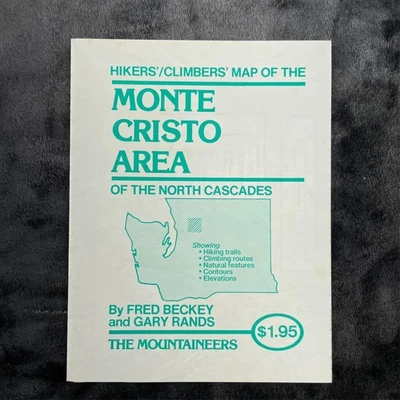 HIKERS'/CLIMBERS' MAP OF THE
MONTE
CRISTO
AREA
OF THE NORTH CASCADES
Showing
• Hiking trails
• Climbing routes
• Natural features
• Contours
• Elevations
By FRED BECKEY
and GARY RANDS
$1.95
THE MOUNTAINEERS